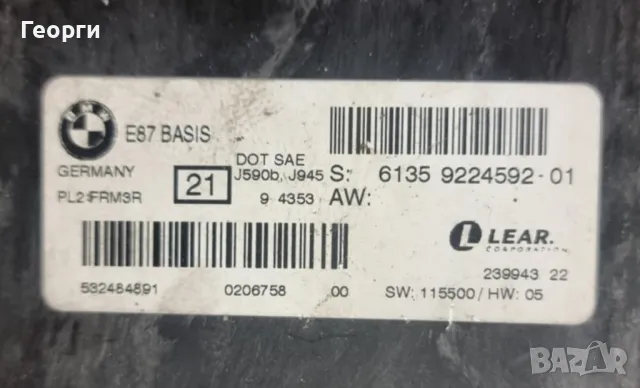 Георги
BMW
E87 BASIS
GERMANY
21
DOT SAE
J590b, J945
PL2 FRM3R
9 4353
S: 6135 9224592-01
AW:
LEAR.
CORPORATION
239943 22
532484891
0206758
00
SW: 115500 / HW: 05
BAZAR